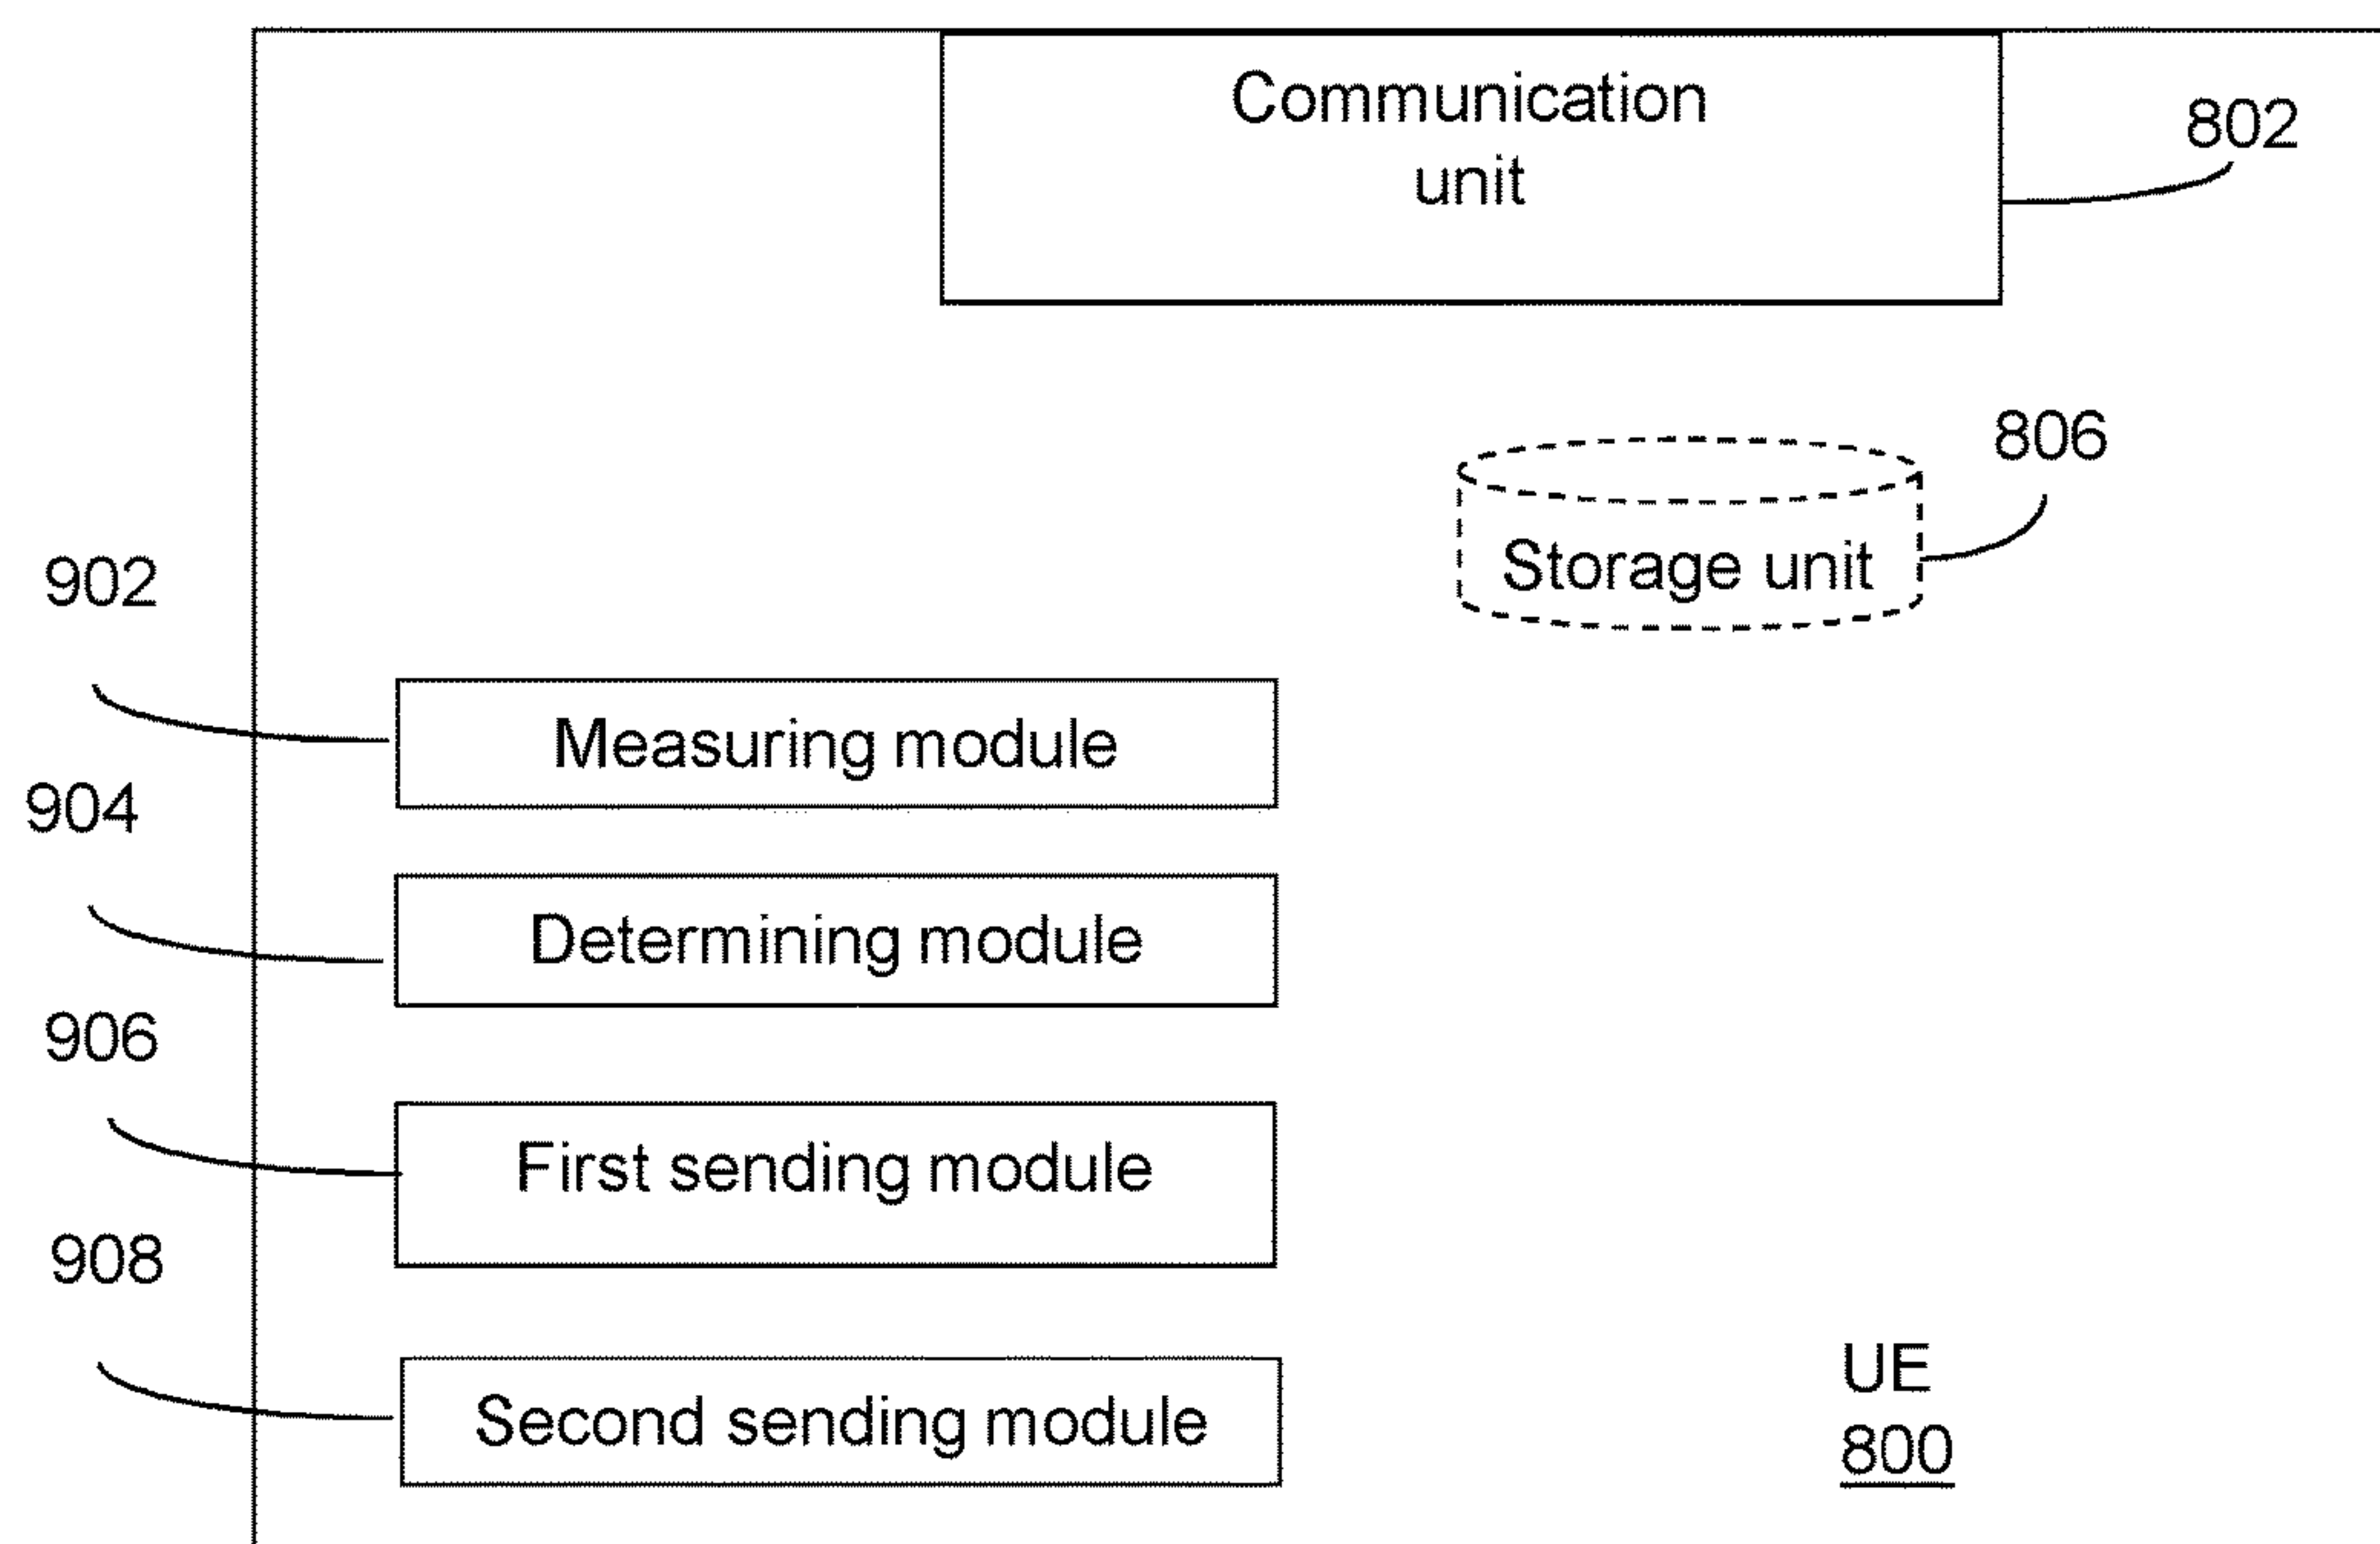 Communication
unit
802
806
Storage unit
902
Measuring module
904
Determining module
906
First sending module
908
Second sending module
UE
800